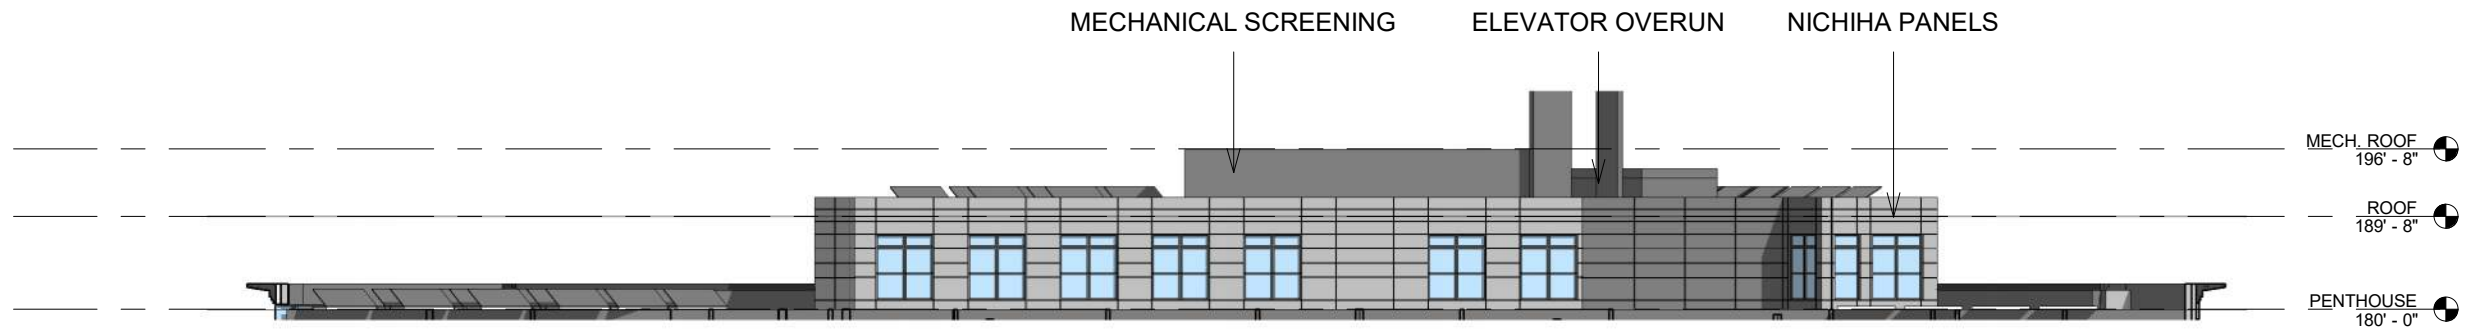 MECHANICAL SCREENING
ELEVATOR OVERUN
NICHIHA PANELS
MECH. ROOF
196' - 8"
ROOF
189' - 8"
PENTHOUSE
180' - 0"